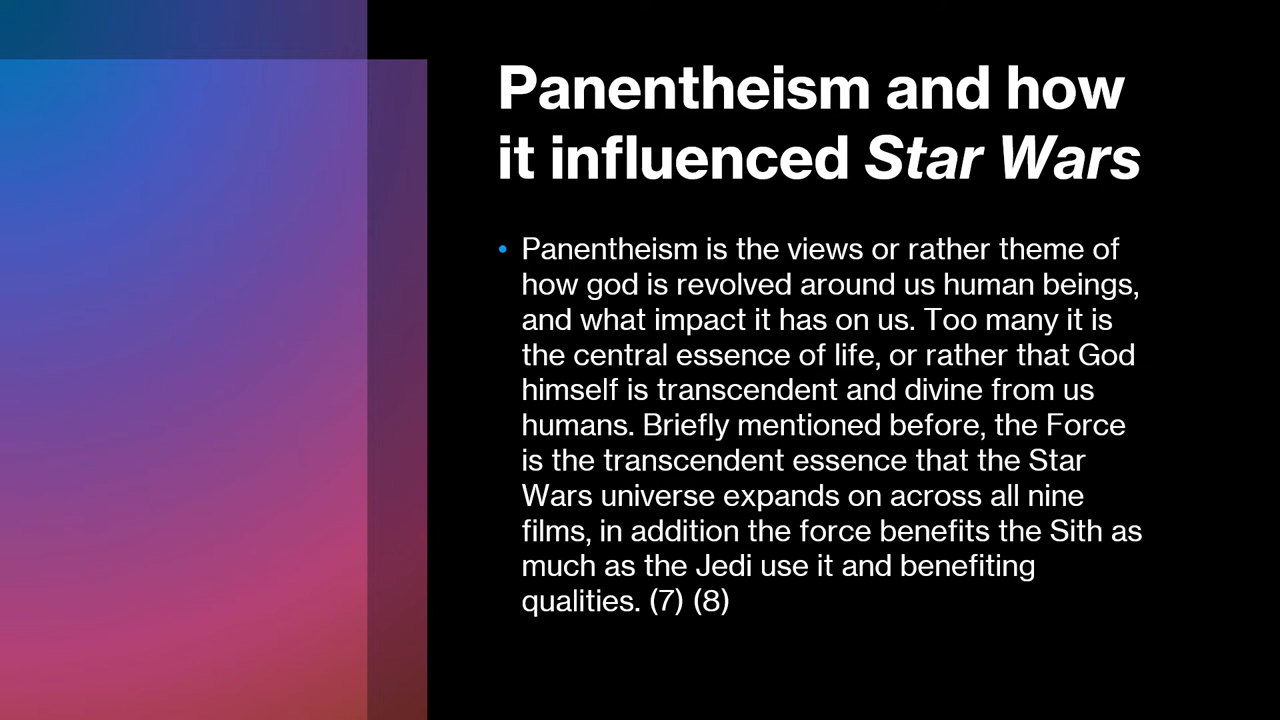 Panentheism and how
it influenced Star Wars
• Panentheism is the views or rather theme of
how god is revolved around us human beings,
and what impact it has on us. Too many it is
the central essence of life, or rather that God
himself is transcendent and divine from us
humans. Briefly mentioned before, the Force
is the transcendent essence that the Star
Wars universe expands on across all nine
films, in addition the force benefits the Sith as
much as the Jedi use it and benefiting
qualities. (7) (8)